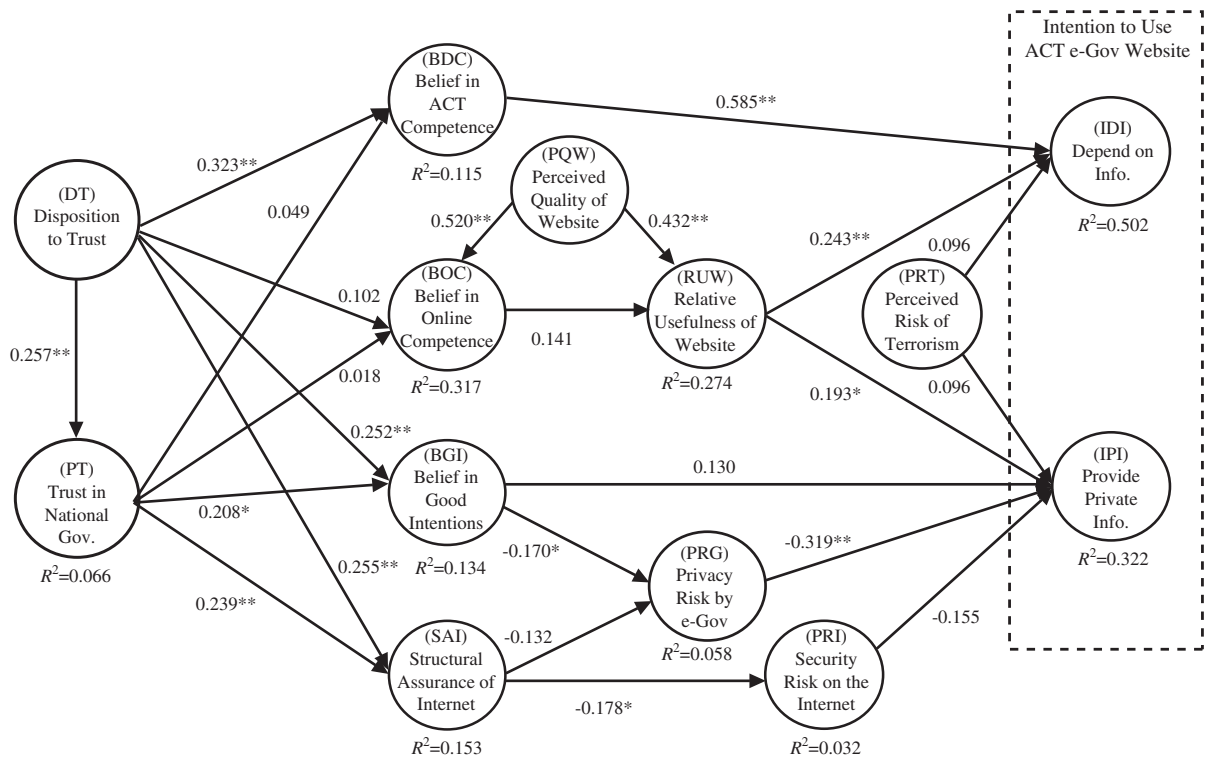 Intention to Use
ACT e-Gov Website
(BDC)
Belief in
ACT
Competence
R²=0.115
0.585**
(IDI)
Depend on
Info.
R²=0.502
(PQW)
Perceived
Quality of
Website
0.323**
(DT)
Disposition
to Trust
0.049
0.520**
0.432**
0.243**
0.096
(BOC)
Belief in
Online
Competence
R²=0.317
0.102
(RUW)
Relative
Usefulness of
Website
R²=0.274
(PRT)
Perceived
Risk of
Terrorism
0.141
0.257**
0.018
0.193*
0.096
0.252**
(PT)
Trust in
National
Gov.
R²=0.066
(BGI)
Belief in
Good
Intentions
R²=0.134
0.130
(IPI)
Provide
Private
Info.
R²=0.322
0.208*
-0.170*
-0.319**
(PRG)
Privacy
Risk by
e-Gov
R²=0.058
0.255**
0.239**
-0.132
-0.155
(SAI)
Structural
Assurance of
Internet
R²=0.153
(PRI)
Security
Risk on the
Internet
R²=0.032
-0.178*